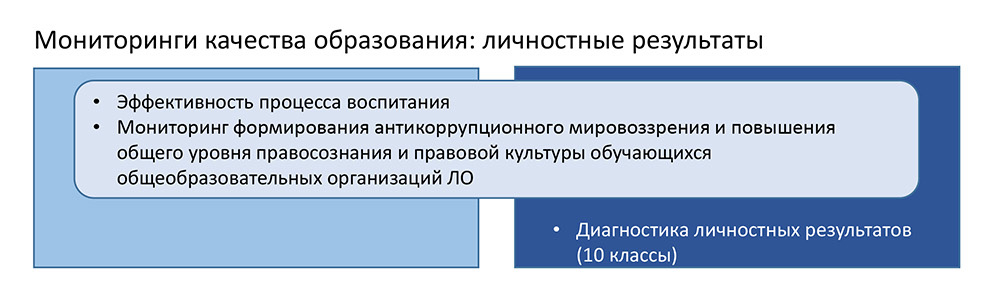 Мониторинги качества образования: личностные результаты
• Эффективность процесса воспитания
• Мониторинг формирования антикоррупционного мировоззрения и повышения
общего уровня правосознания и правовой культуры обучающихся
общеобразовательных организаций ЛО
• Диагностика личностных результатов
(10 классы)